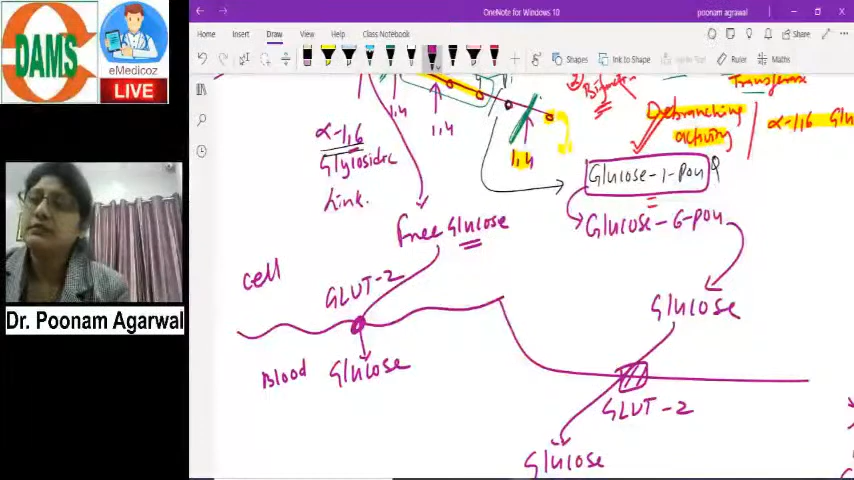 DAMS
eMedicoz
LIVE
Dr. Poonam Agarwal
OneNote for Windows 10
poonam agrawal
Home
Insert
Draw
View
Help
Class Notebook
Share
Shapes
Ink to Shape
Ruler
Maths
Transferase
Debranching
activity
α-1,6 Glu
1,4
1,4
1,4
α-1,6
Glycosidic
Link.
Glucose-1-PO4
Glucose-6-PO4
Free Glucose
Glucose
cell
GLUT-2
Blood
Glucose
GLUT-2
Glucose